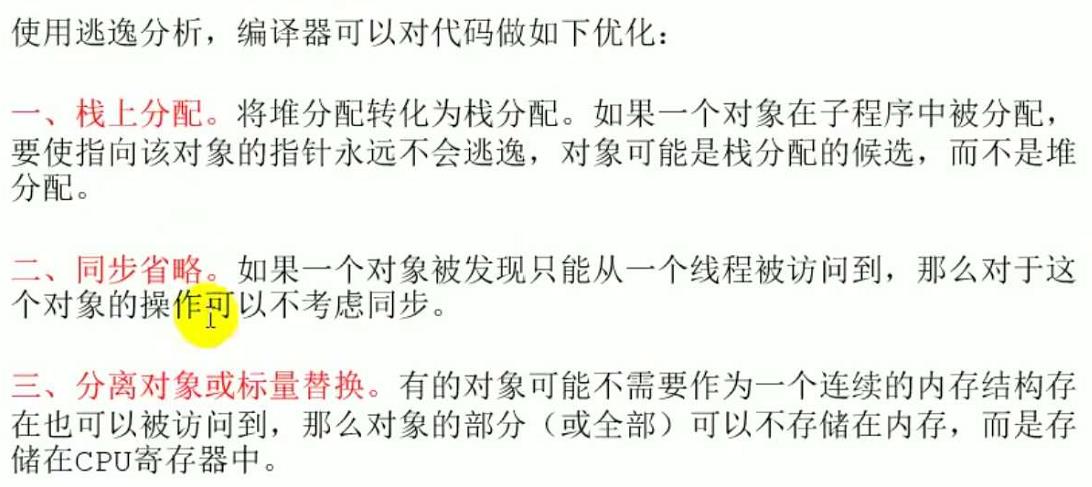 使用逃逸分析，编译器可以对代码做如下优化：
一、栈上分配。将堆分配转化为栈分配。如果一个对象在子程序中被分配，
要使指向该对象的指针永远不会逃逸，对象可能是栈分配的候选，而不是堆
分配。
二、同步省略。如果一个对象被发现只能从一个线程被访问到，那么对于这
个对象的操作可以不考虑同步。
三、分离对象或标量替换。有的对象可能不需要作为一个连续的内存结构存
在也可以被访问到，那么对象的部分（或全部）可以不存储在内存，而是存
储在CPU寄存器中。